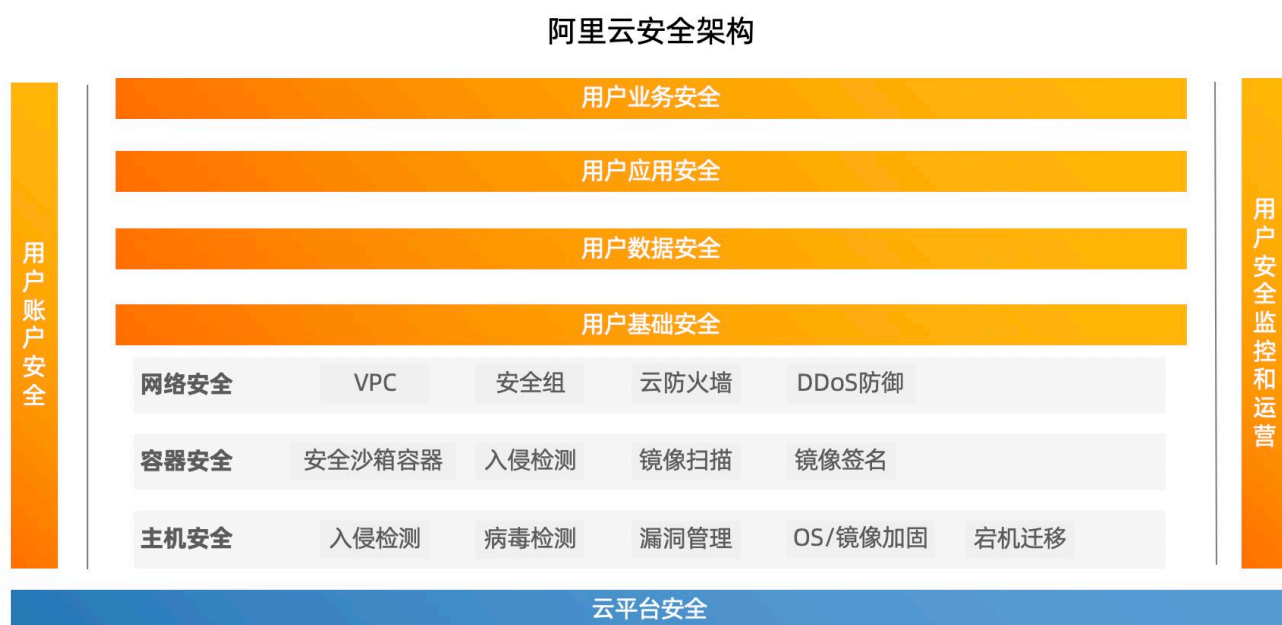 阿里云安全架构
用户账户安全
用户业务安全
用户应用安全
用户数据安全
用户基础安全
网络安全 VPC 安全组 云防火墙 DDoS防御
容器安全 安全沙箱容器 入侵检测 镜像扫描 镜像签名
主机安全 入侵检测 病毒检测 漏洞管理 OS/镜像加固 宕机迁移
用户安全监控和运营
云平台安全